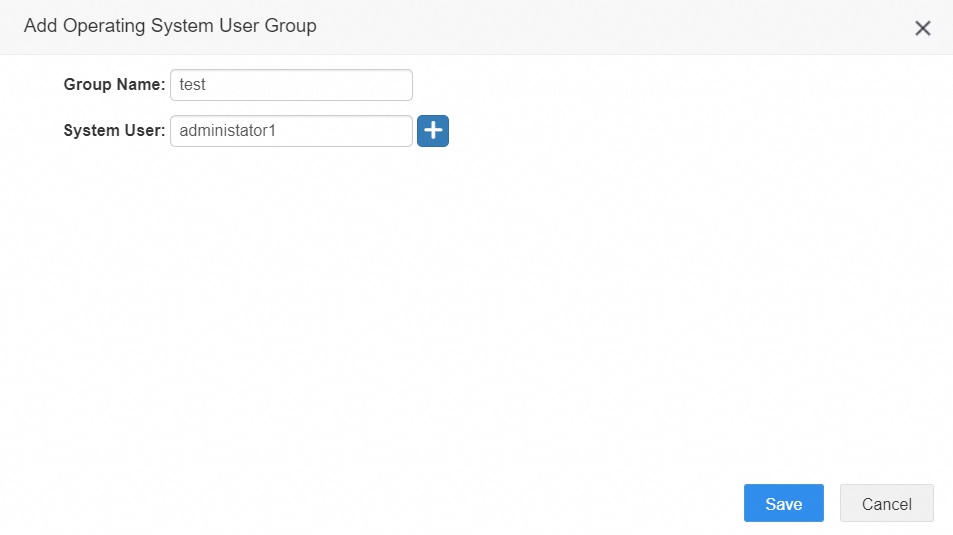 Add Operating System User Group
Group Name: test
System User: administator1
Save Cancel